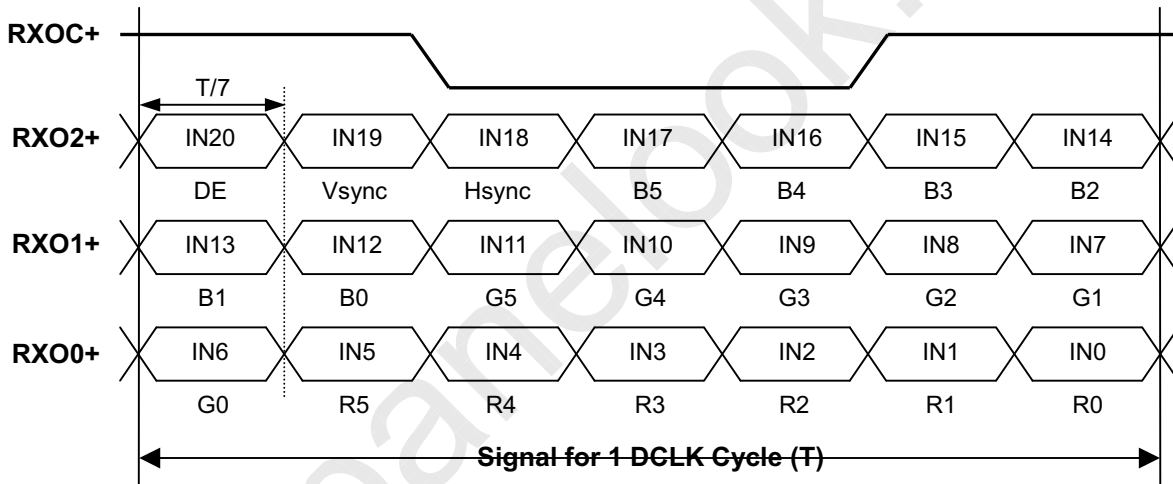 RXOC+
T/7
RXO2+ IN20 IN19 IN18 IN17 IN16 IN15 IN14
DE Vsync Hsync B5 B4 B3 B2
RXO1+ IN13 IN12 IN11 IN10 IN9 IN8 IN7
B1 B0 G5 G4 G3 G2 G1
RXO0+ IN6 IN5 IN4 IN3 IN2 IN1 IN0
G0 R5 R4 R3 R2 R1 R0
Signal for 1 DCLK Cycle (T)
panelook.